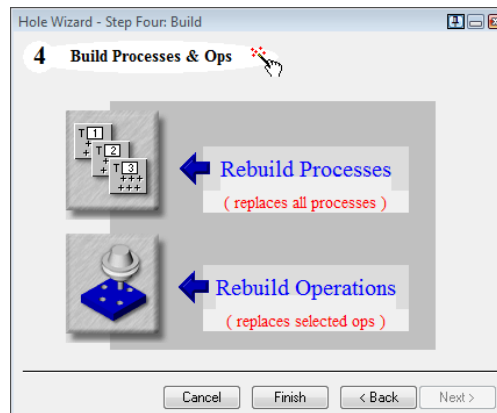 Hole Wizard - Step Four: Build
4 Build Processes & Ops
T 1
T 2
T 3
Rebuild Processes
( replaces all processes )
Rebuild Operations
( replaces selected ops )
Cancel Finish < Back Next >